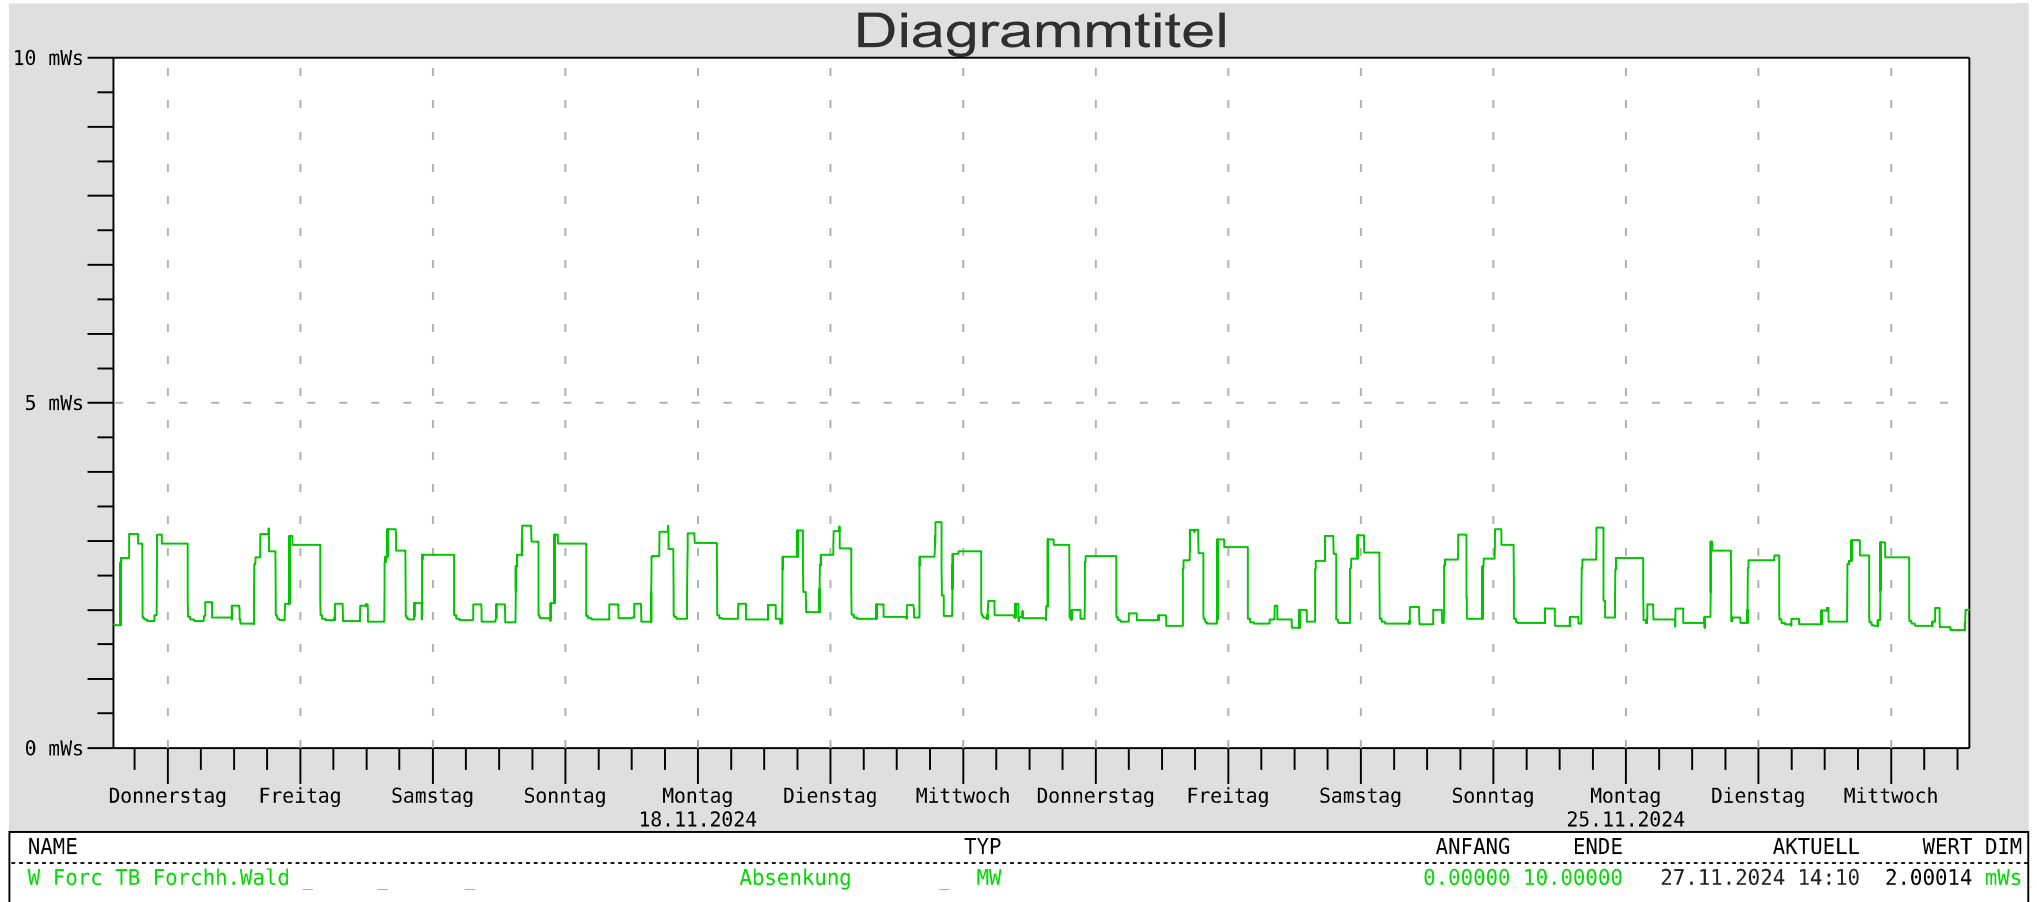 Diagrammtitel
10 mWs
5 mWs
0 mWs
Donnerstag Freitag Samstag Sonntag Montag Dienstag Mittwoch Donnerstag Freitag Samstag Sonntag Montag Dienstag Mittwoch
18.11.2024 25.11.2024
NAME TYP ANFANG ENDE AKTUELL WERT DIM
W Forc TB Forchh.Wald _ _ _ Absenkung _ MW 0.00000 10.00000 27.11.2024 14:10 2.00014 mWs